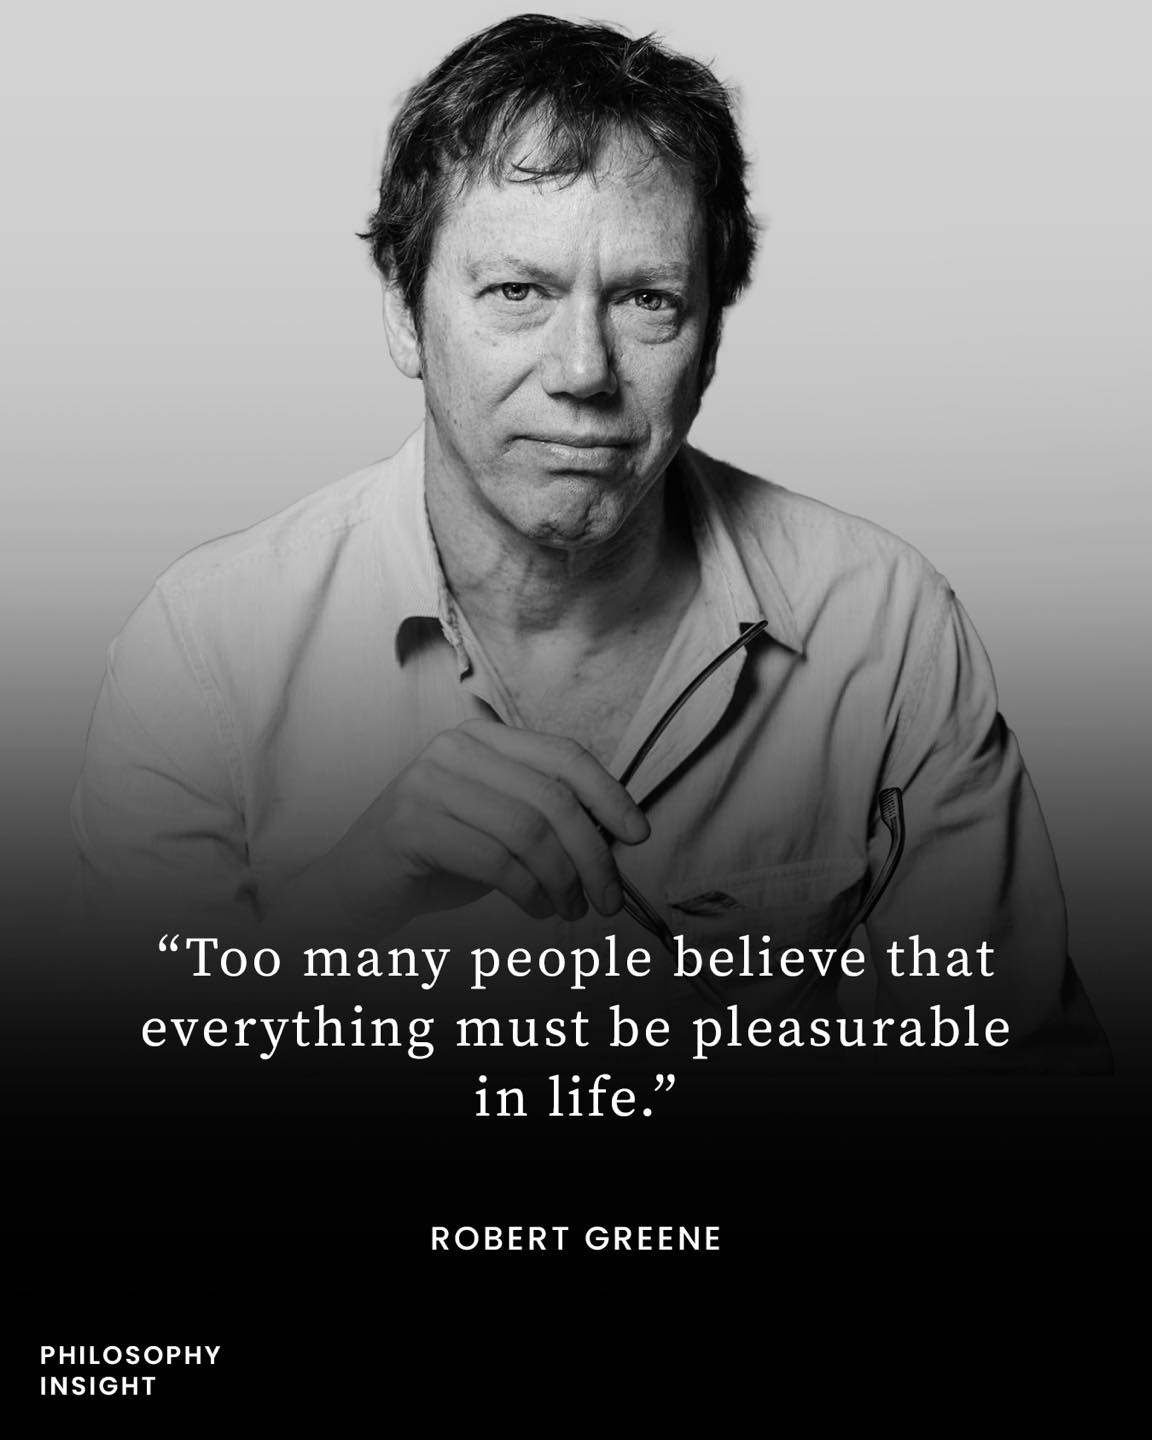 “Too many people believe that
everything must be pleasurable
in life.”
ROBERT GREENE
PHILOSOPHY
INSIGHT